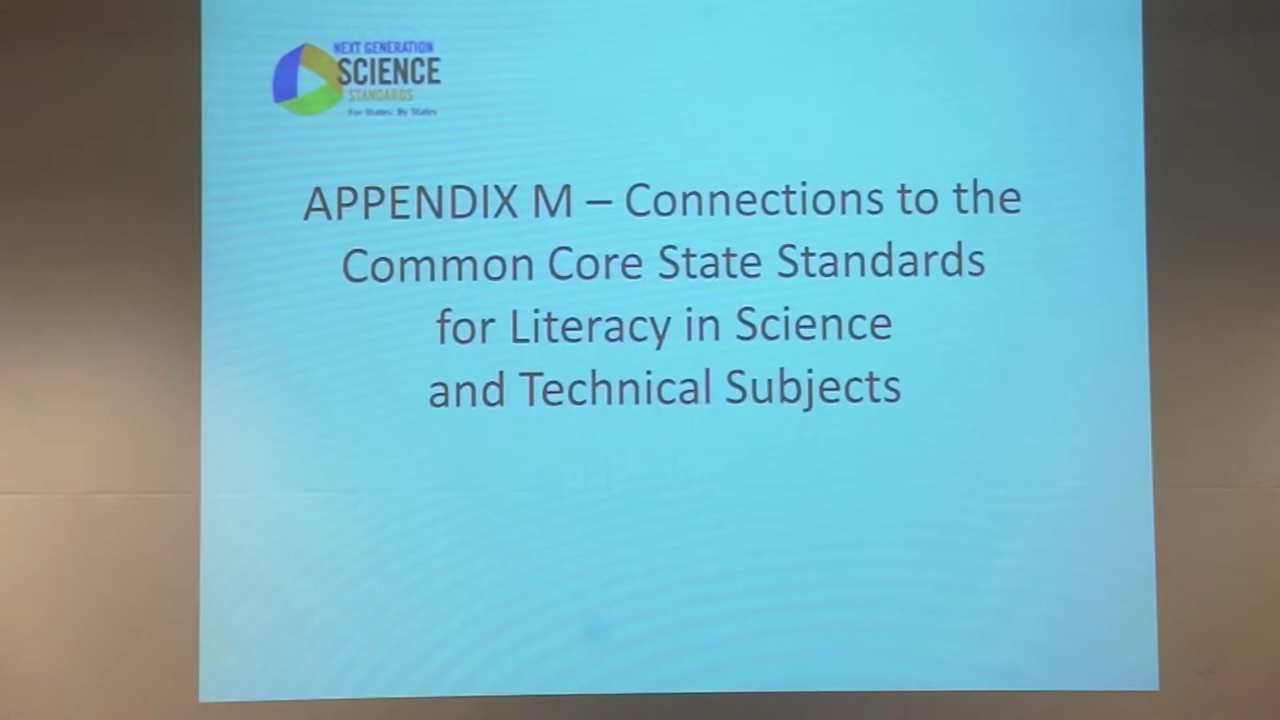 NEXT GENERATION
SCIENCE
STANDARDS
For States, By States
APPENDIX M – Connections to the
Common Core State Standards
for Literacy in Science
and Technical Subjects